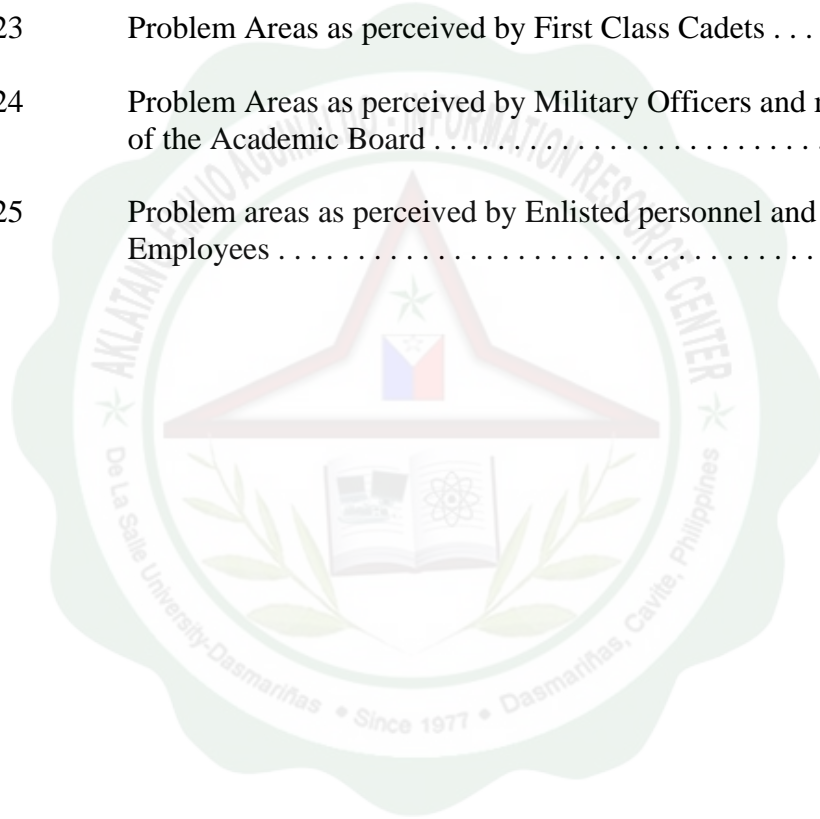 23 Problem Areas as perceived by First Class Cadets . . .
24 Problem Areas as perceived by Military Officers and
of the Academic Board . . . . . . . . . . . . . . . . . . . . . . . . .
25 Problem areas as perceived by Enlisted personnel and
Employees . . . . . . . . . . . . . . . . . . . . . . . . . . . . . . . . . .
AKLATANG EMILIO AGUINALDO - INFORMATION RESOURCE CENTER
De La Salle University-Dasmariñas • Since 1977 • Dasmariñas, Cavite, Philippines